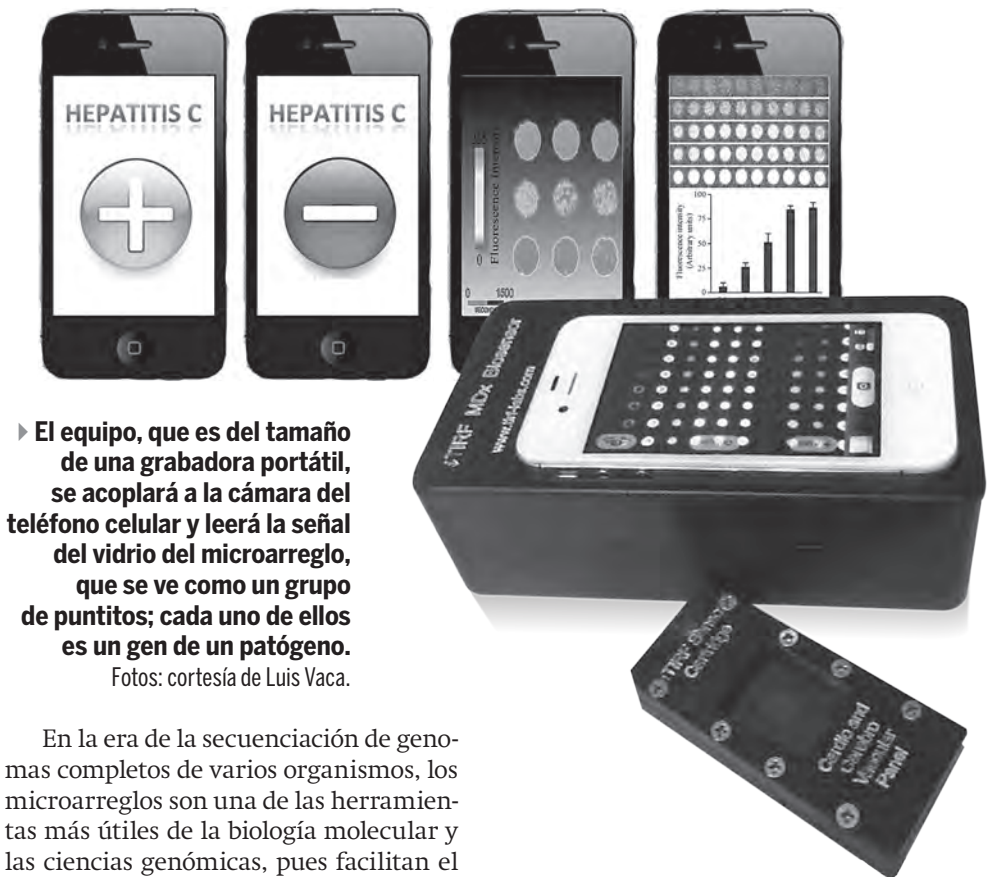 HEPATITIS C
HEPATITIS C
Fluorescence Intensity
0
0 1500
100
75
50
25
0
Fluorescence intensity
(Arbitrary units)
TIRF MDx Biosensor
TIRF
Cartridge
Cardio and
Cerebro
Vascular
Panel
El equipo, que es del tamaño
de una grabadora portátil,
se acoplará a la cámara del
teléfono celular y leerá la señal
del vidrio del microarreglo,
que se ve como un grupo
de puntitos; cada uno de ellos
es un gen de un patógeno.
Fotos: cortesía de Luis Vaca.
En la era de la secuenciación de geno-
mas completos de varios organismos, los
microarreglos son una de las herramien-
tas más útiles de la biología molecular y
las ciencias genómicas, pues facilitan el